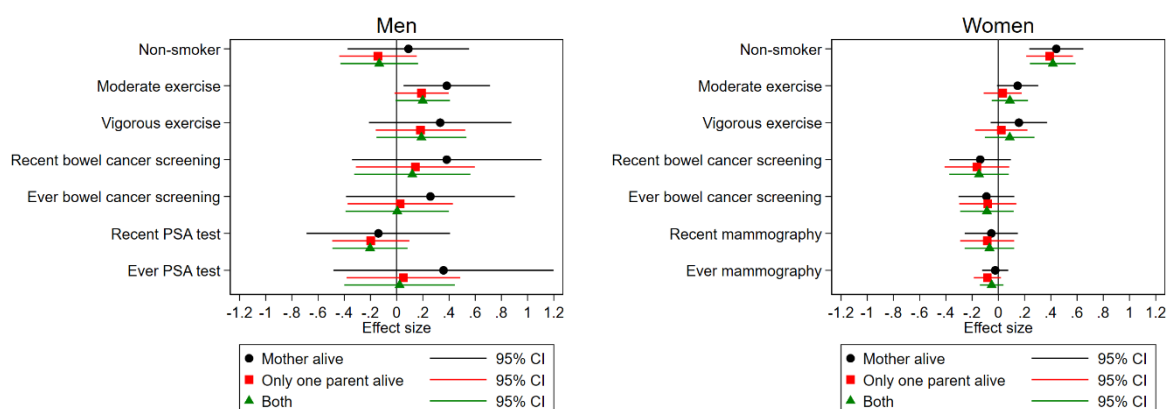 Men
Non-smoker
Moderate exercise
Vigorous exercise
Recent bowel cancer screening
Ever bowel cancer screening
Recent PSA test
Ever PSA test
-1.2 -1 -.8 -.6 -.4 -.2 0 .2 .4 .6 .8 1 1.2
Effect size
Mother alive 95% CI
Only one parent alive 95% CI
Both 95% CI
Women
Non-smoker
Moderate exercise
Vigorous exercise
Recent bowel cancer screening
Ever bowel cancer screening
Recent mammography
Ever mammography
-1.2 -1 -.8 -.6 -.4 -.2 0 .2 .4 .6 .8 1 1.2
Effect size
Mother alive 95% CI
Only one parent alive 95% CI
Both 95% CI